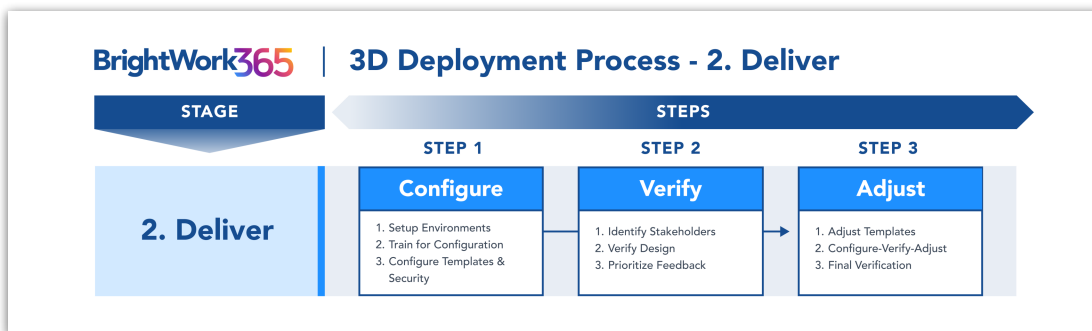 BrightWork365 | 3D Deployment Process - 2. Deliver
STAGE
STEPS
STEP 1
STEP 2
STEP 3
2. Deliver
Configure
1. Setup Environments
2. Train for Configuration
3. Configure Templates &
Security
Verify
1. Identify Stakeholders
2. Verify Design
3. Prioritize Feedback
Adjust
1. Adjust Templates
2. Configure-Verify-Adjust
3. Final Verification